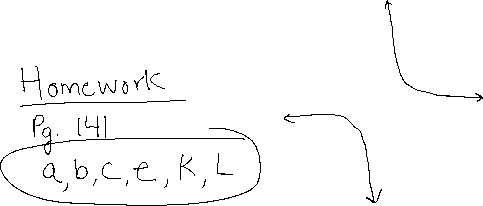 Homework
Pg. 141
a, b, c, e, K, L